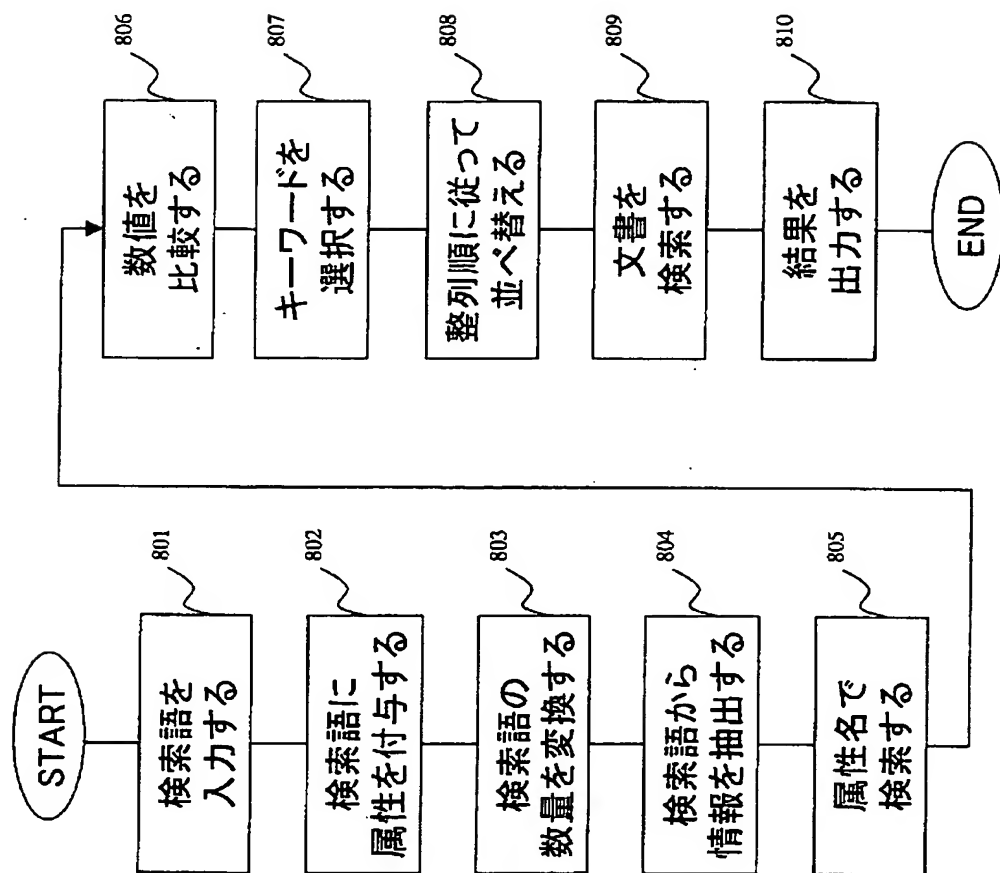 START
検索語を
入力する
801
検索語に
属性を付与する
802
検索語の
数量を変換する
803
検索語から
情報を抽出する
804
属性名で
検索する
805
数値を
比較する
806
キーワードを
選択する
807
整列順に従って
並べ替える
808
文書を
検索する
809
結果を
出力する
810
END